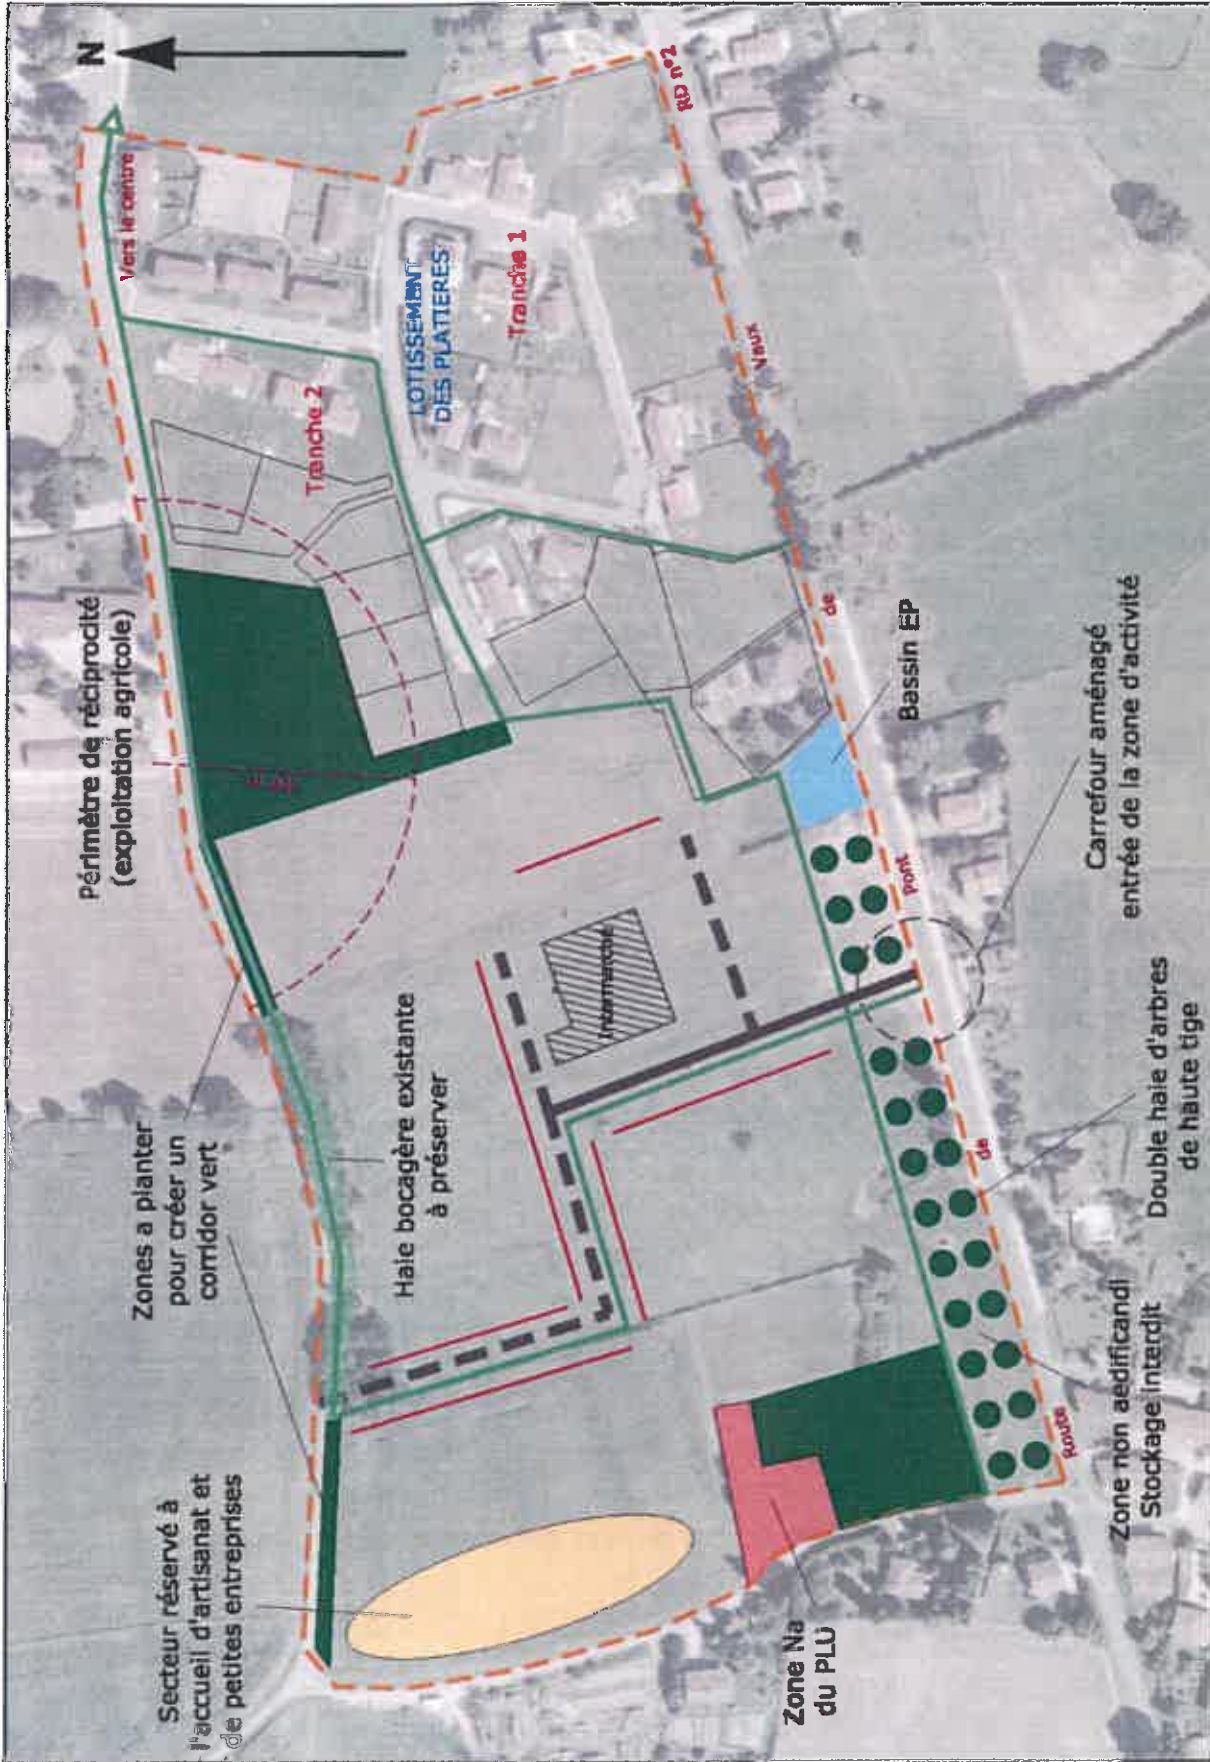 N
Périmètre de réciprocité
(exploitation agricole)
Vers le centre
Zones a planter
pour créer un
corridor vert
Secteur réservé à
l'accueil d'artisanat et
de petites entreprises
Haie bocagère existante
à préserver
Tranche 2
LOTISSEMENT
DES PLATIERES
Tranche 1
Intermarché
RD n°2
Route
de
Pont
de
Vaux
Zone Na
du PLU
Bassin EP
Zone non aedificandi
Stockage interdit
Double haie d'arbres
de haute tige
Carrefour aménagé
entrée de la zone d'activité